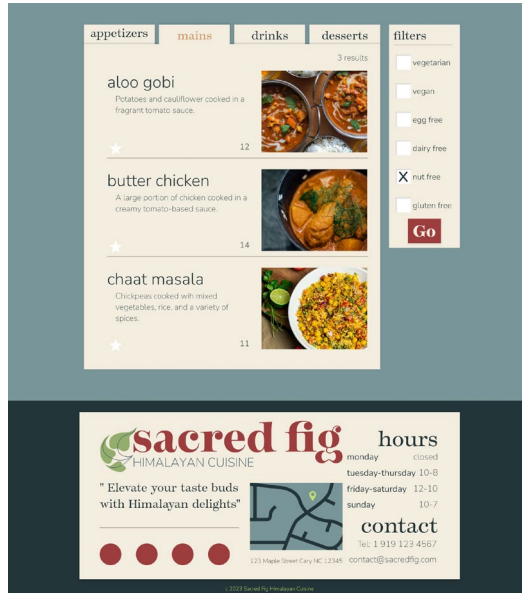 appetizers
mains
drinks
desserts
3 results
aloo gobi
Potatoes and cauliflower cooked in a
fragrant tomato sauce.
12
butter chicken
A large portion of chicken cooked in a
creamy tomato-based sauce.
14
chaat masala
Chickpeas cooked wih mixed
vegetables, rice, and a variety of
spices.
11
filters
vegetarian
vegan
egg free
dairy free
X nut free
gluten free
Go
sacred fig
HIMALAYAN CUISINE
" Elevate your taste buds
with Himalayan delights"
123 Maple Street Cary NC 12345
hours
monday closed
tuesday-thursday 10-8
friday-saturday 12-10
sunday 10-7
contact
Tel: 1 919 123 4567
contact@sacredfig.com
c 2023 Sacred Fig Himalayan Cuisine